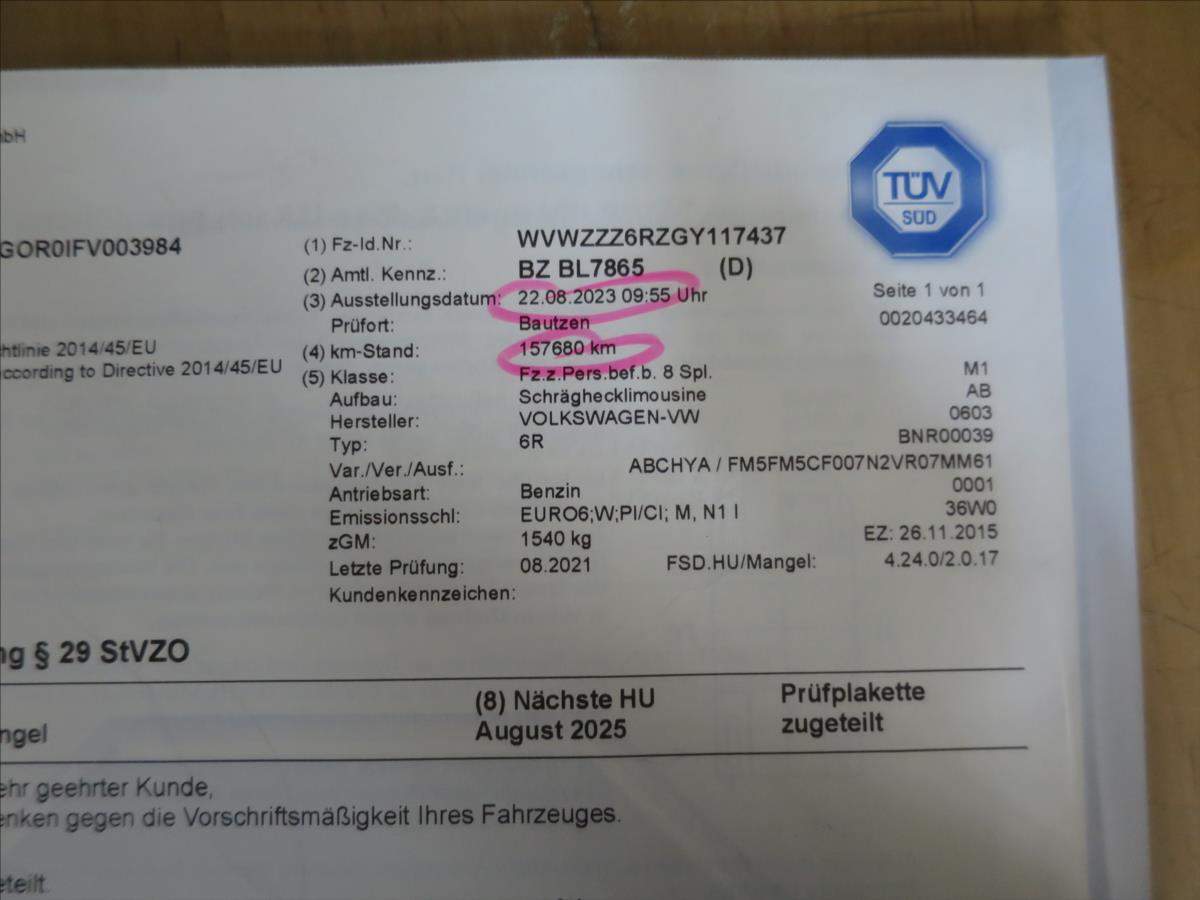 TÜV
SÜD
bH
GOR0IFV003984
(1) Fz-Id.Nr.: WVWZZZ6RZGY117437
(2) Amtl. Kennz.: BZ BL7865 (D)
(3) Ausstellungsdatum: 22.08.2023 09:55 Uhr
Seite 1 von 1
Prüfort: Bautzen
0020433464
htlinie 2014/45/EU
(4) km-Stand: 157680 km
ccording to Directive 2014/45/EU
(5) Klasse: Fz.z.Pers.bef.b. 8 Spl. M1
Aufbau: Schräghecklimousine AB
Hersteller: VOLKSWAGEN-VW 0603
Typ: 6R BNR00039
Var./Ver./Ausf.: ABCHYA / FM5FM5CF007N2VR07MM61
Antriebsart: Benzin 0001
Emissionsschl: EURO6;W;PI/CI; M, N1 I 36W0
zGM: 1540 kg EZ: 26.11.2015
Letzte Prüfung: 08.2021 FSD.HU/Mangel: 4.24.0/2.0.17
Kundenkennzeichen:
ng § 29 StVZO
(8) Nächste HU Prüfplakette
ngel August 2025 zugeteilt
ehr geehrter Kunde,
enken gegen die Vorschriftsmäßigkeit Ihres Fahrzeuges.
eteilt